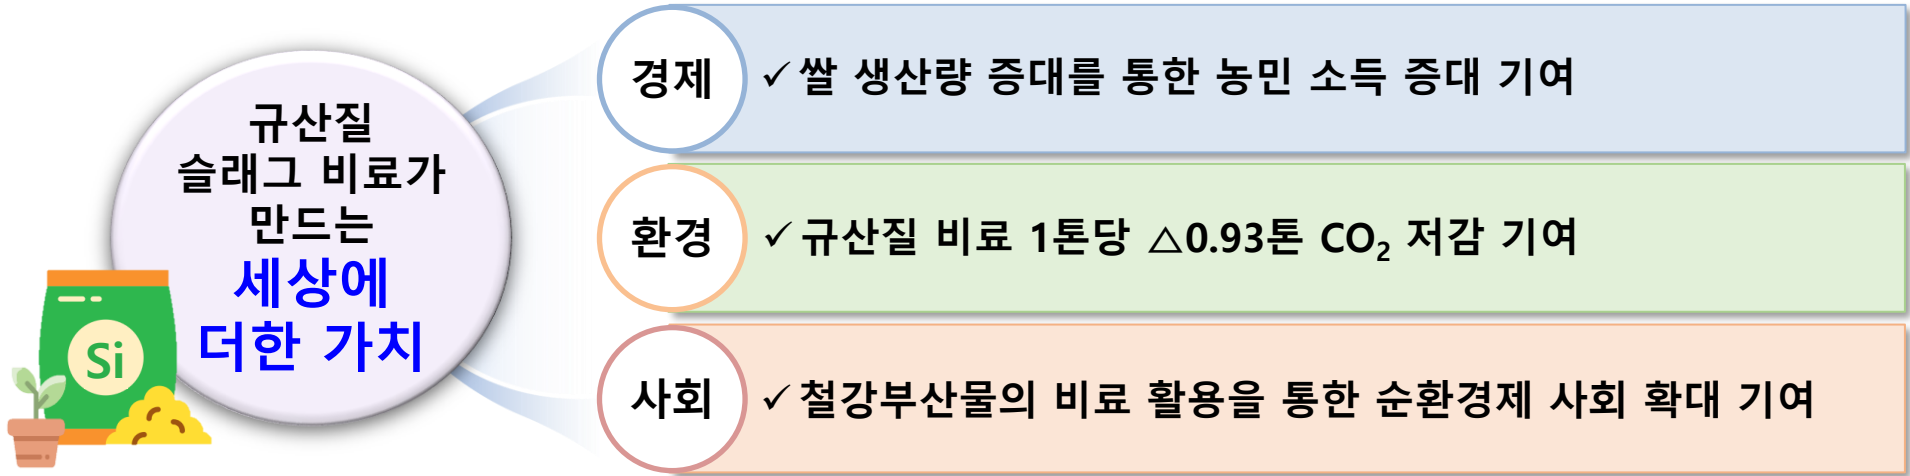 규산질
슬래그 비료가
만드는
세상에
더한 가치
Si
경제
✓ 쌀 생산량 증대를 통한 농민 소득 증대 기여
환경
✓ 규산질 비료 1톤당 △0.93톤 CO₂ 저감 기여
사회
✓ 철강부산물의 비료 활용을 통한 순환경제 사회 확대 기여